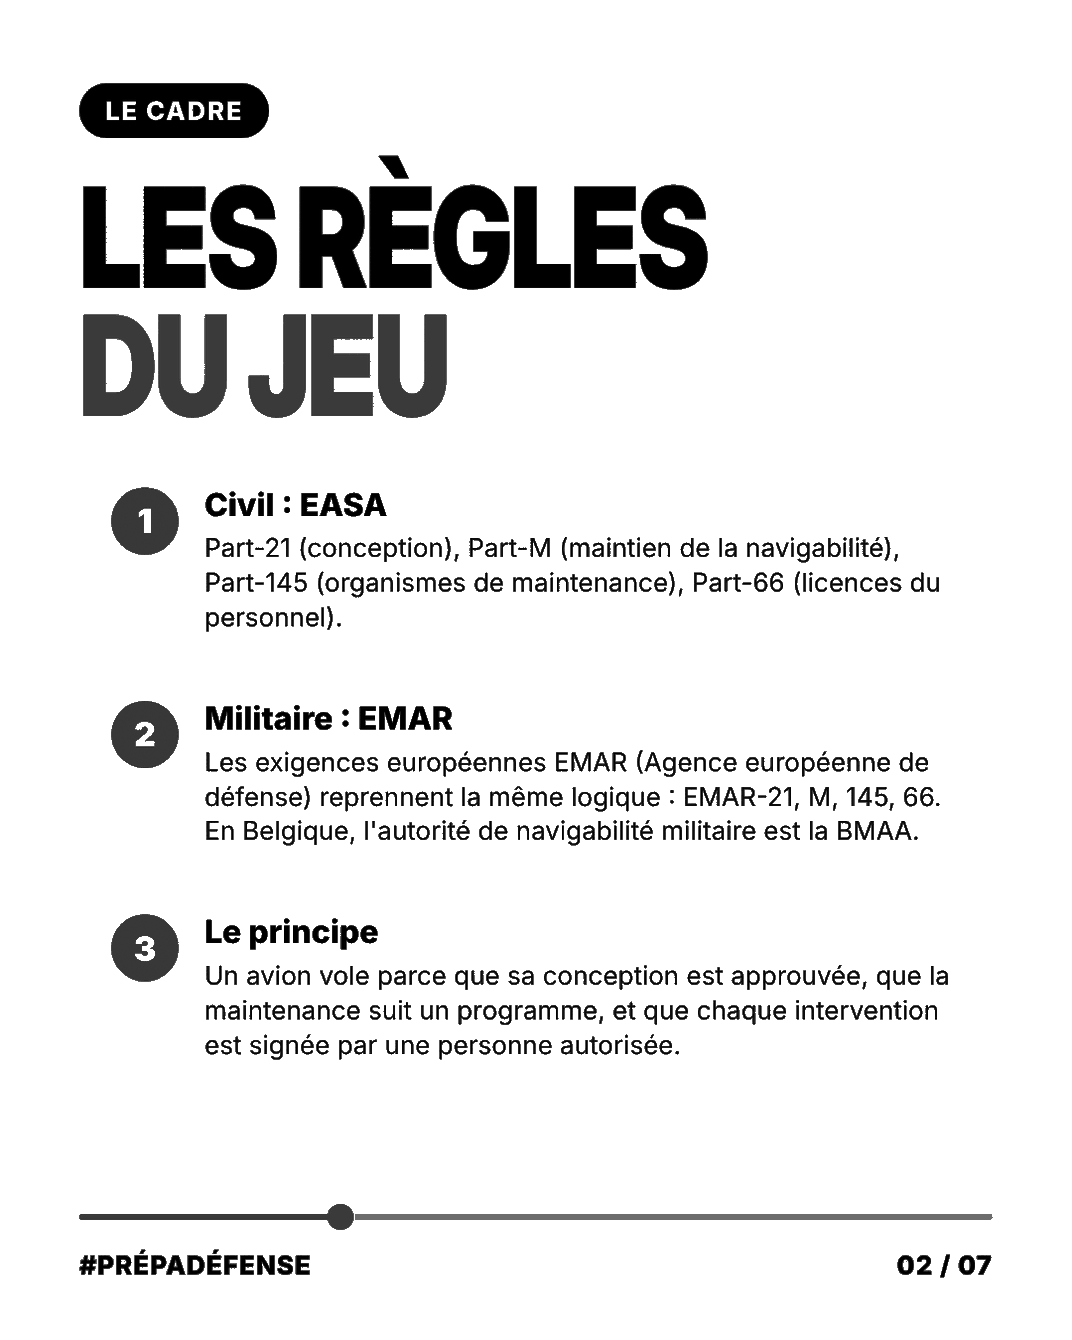 LE CADRE
LES RÈGLES
DU JEU
1
Civil : EASA
Part-21 (conception), Part-M (maintien de la navigabilité),
Part-145 (organismes de maintenance), Part-66 (licences du
personnel).
2
Militaire : EMAR
Les exigences européennes EMAR (Agence européenne de
défense) reprennent la même logique : EMAR-21, M, 145, 66.
En Belgique, l'autorité de navigabilité militaire est la BMAA.
3
Le principe
Un avion vole parce que sa conception est approuvée, que la
maintenance suit un programme, et que chaque intervention
est signée par une personne autorisée.
#PRÉPADÉFENSE
02 / 07